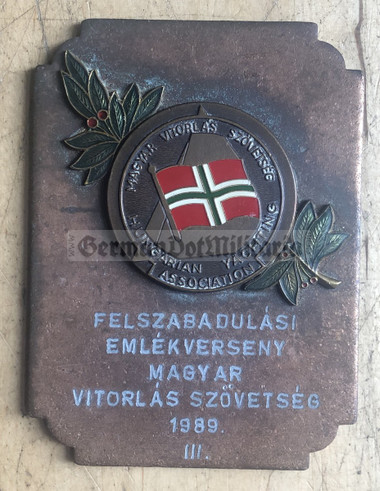 MAGYAR VITORLÁS SZÖVETSÉG
HUNGARIAN YACHTING
ASSOCIATION
GermanDotMilitaria
FELSZABADULÁSI
EMLÉKVERSENY
MAGYAR
VITORLÁS SZÖVETSÉG
1989.
III.